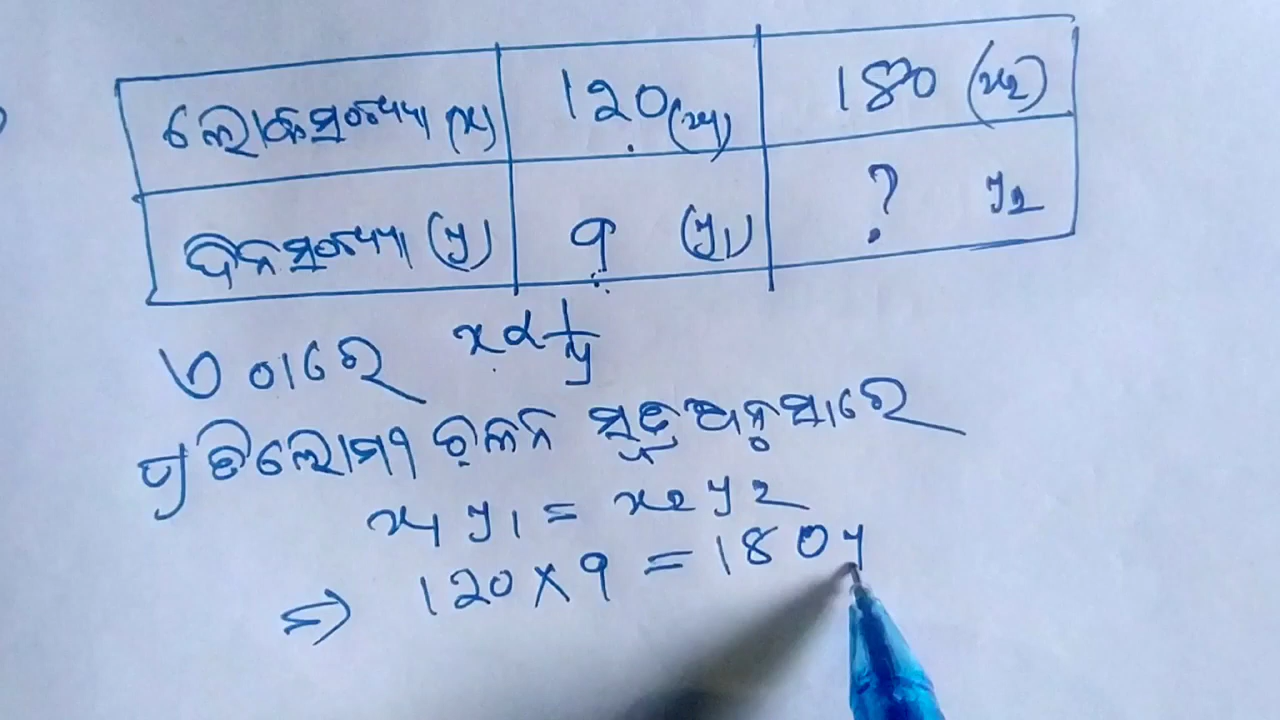 ଲୋକସଂଖ୍ୟା (x) 120 (x₁) 180 (x₂)
ଦିନସଂଖ୍ୟା (y) 9 (y₁) ? y₂
ଏଠାରେ x ∝ 1/y
ପ୍ରତିଲୋମୀ ଚଳନ ସୂତ୍ର ଅନୁସାରେ
x₁ y₁ = x₂ y₂
⇒ 120 × 9 = 180 y